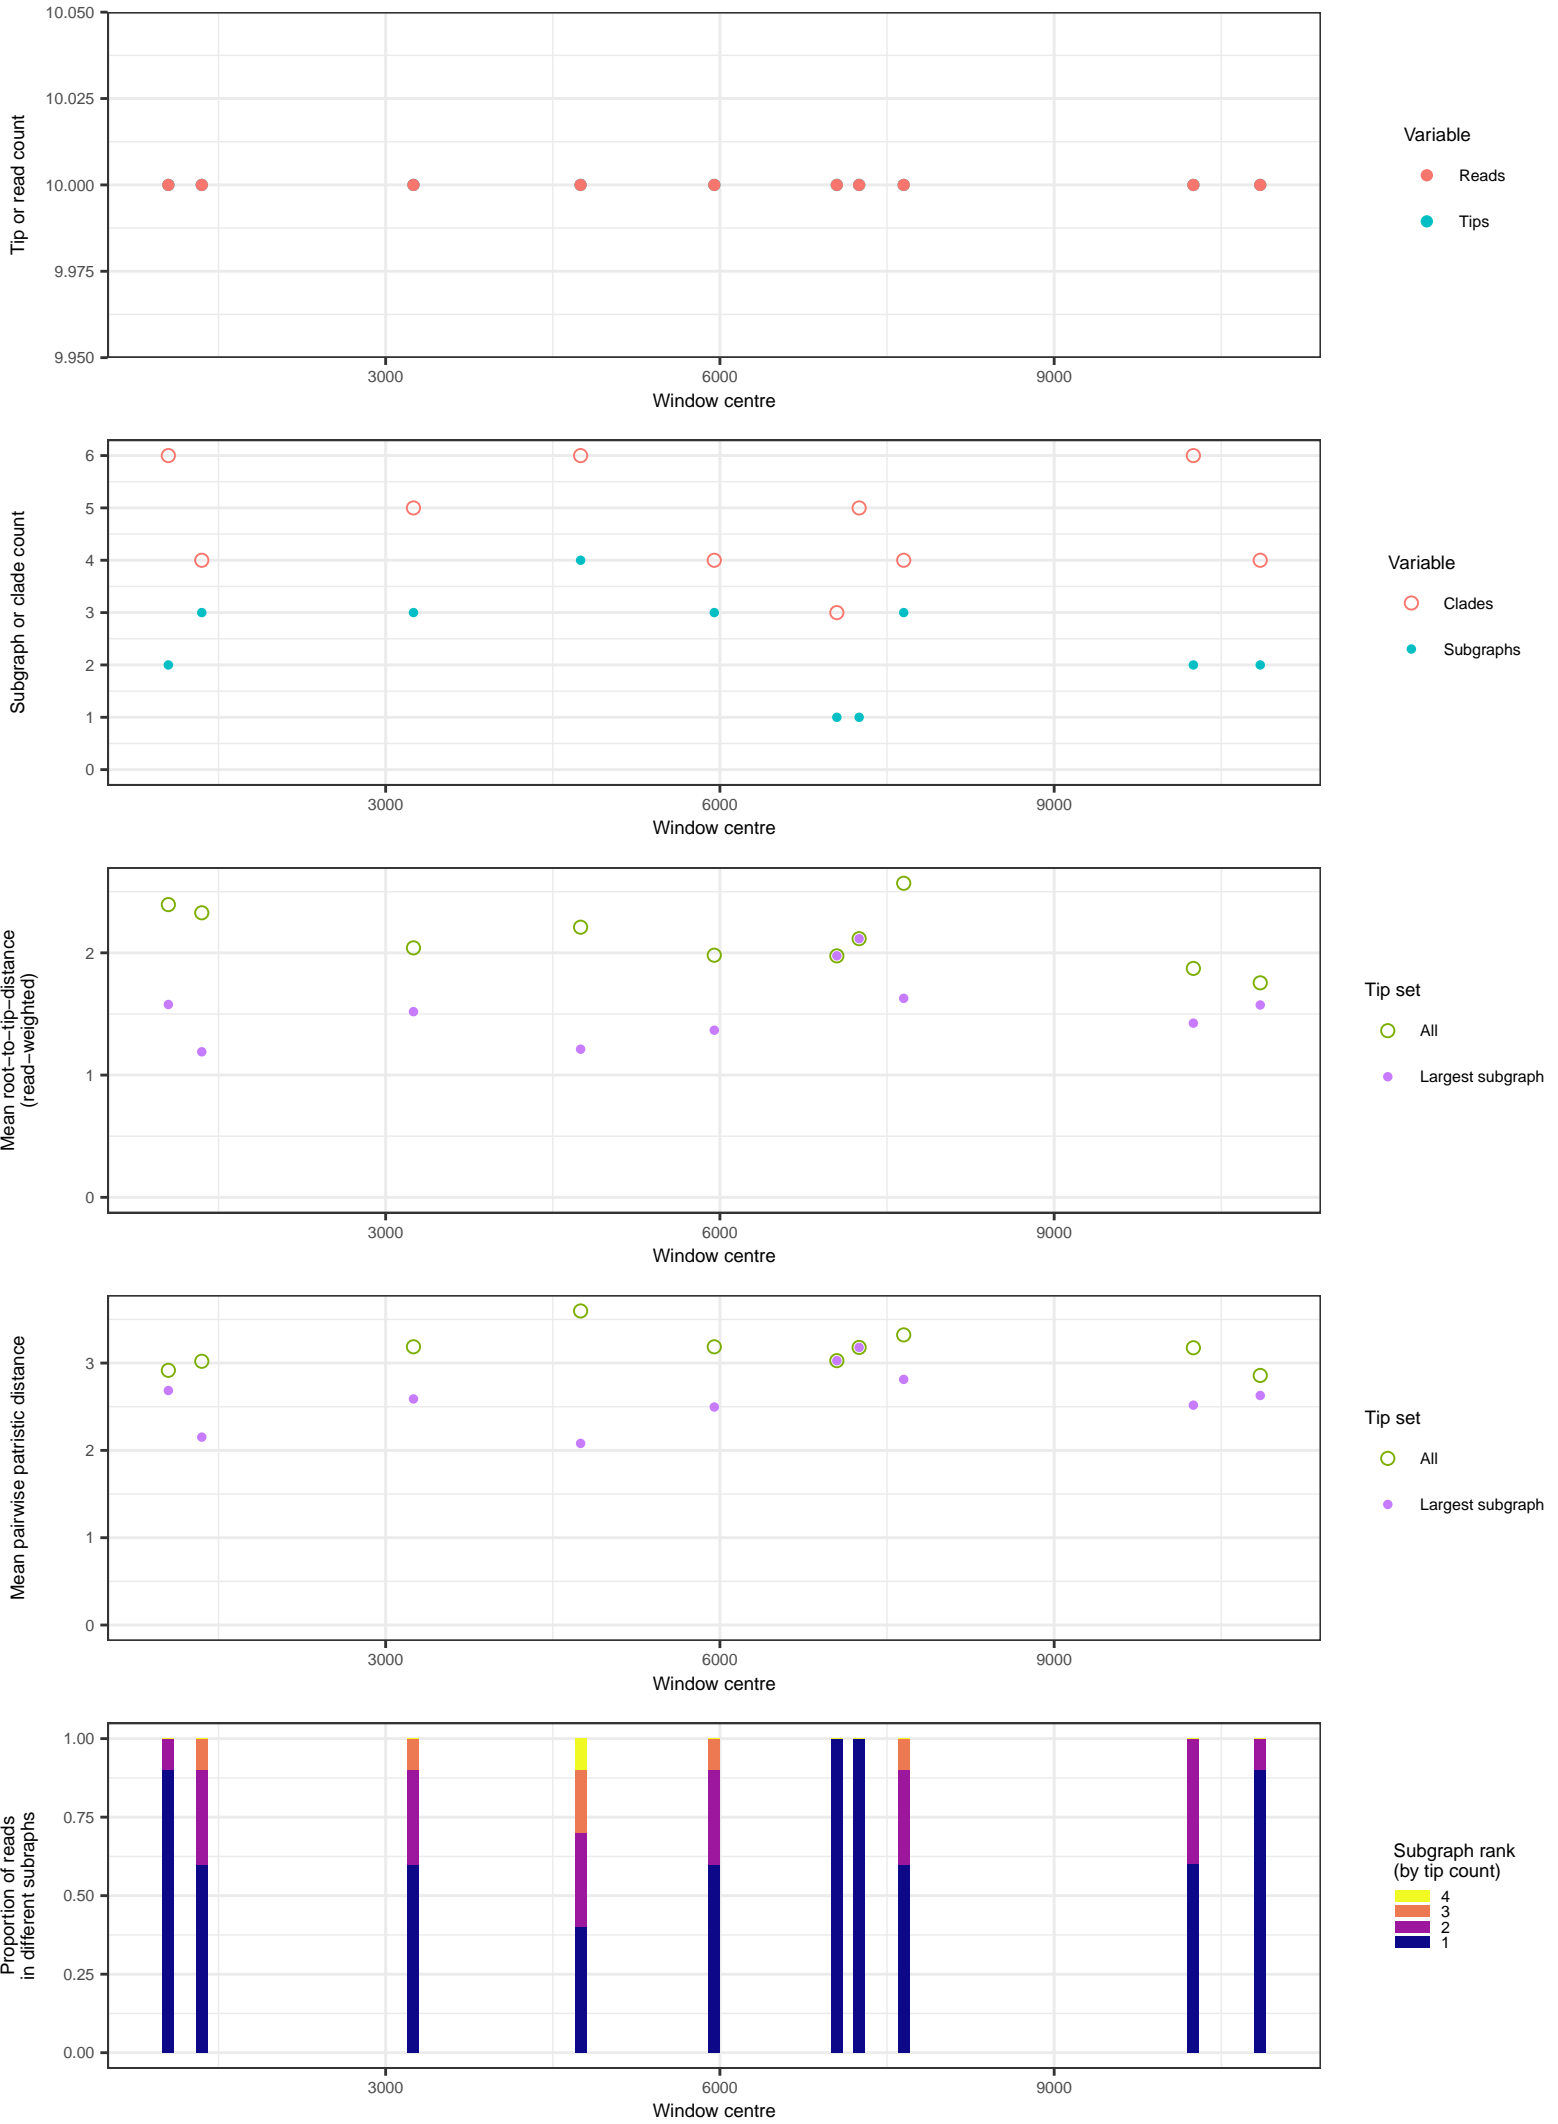 10.050
10.025
10.000
9.975
9.950
Tip or read count
3000
6000
9000
Window centre
Variable
Reads
Tips
6
5
4
3
2
1
0
Subgraph or clade count
3000
6000
9000
Window centre
Variable
Clades
Subgraphs
2
1
0
Mean root−to−tip−distance
(read−weighted)
3000
6000
9000
Window centre
Tip set
All
Largest subgraph
3
2
1
0
Mean pairwise patristic distance
3000
6000
9000
Window centre
Tip set
All
Largest subgraph
1.00
0.75
0.50
0.25
0.00
Proportion of reads
in different subraphs
3000
6000
9000
Window centre
Subgraph rank
(by tip count)
4
3
2
1